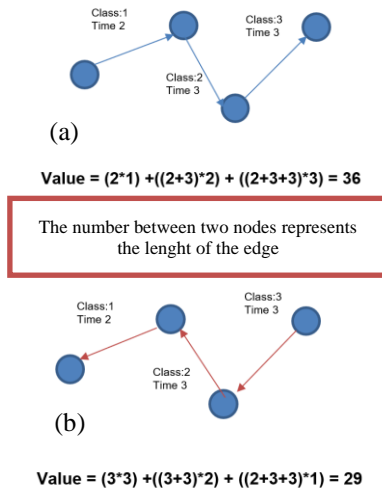 Class:1
Time 2
Class:3
Time 3
Class:2
Time 3
(a)
Value = (2*1) +((2+3)*2) + ((2+3+3)*3) = 36
The number between two nodes represents
the lenght of the edge
Class:1
Time 2
Class:3
Time 3
Class:2
Time 3
(b)
Value = (3*3) +((3+3)*2) + ((2+3+3)*1) = 29